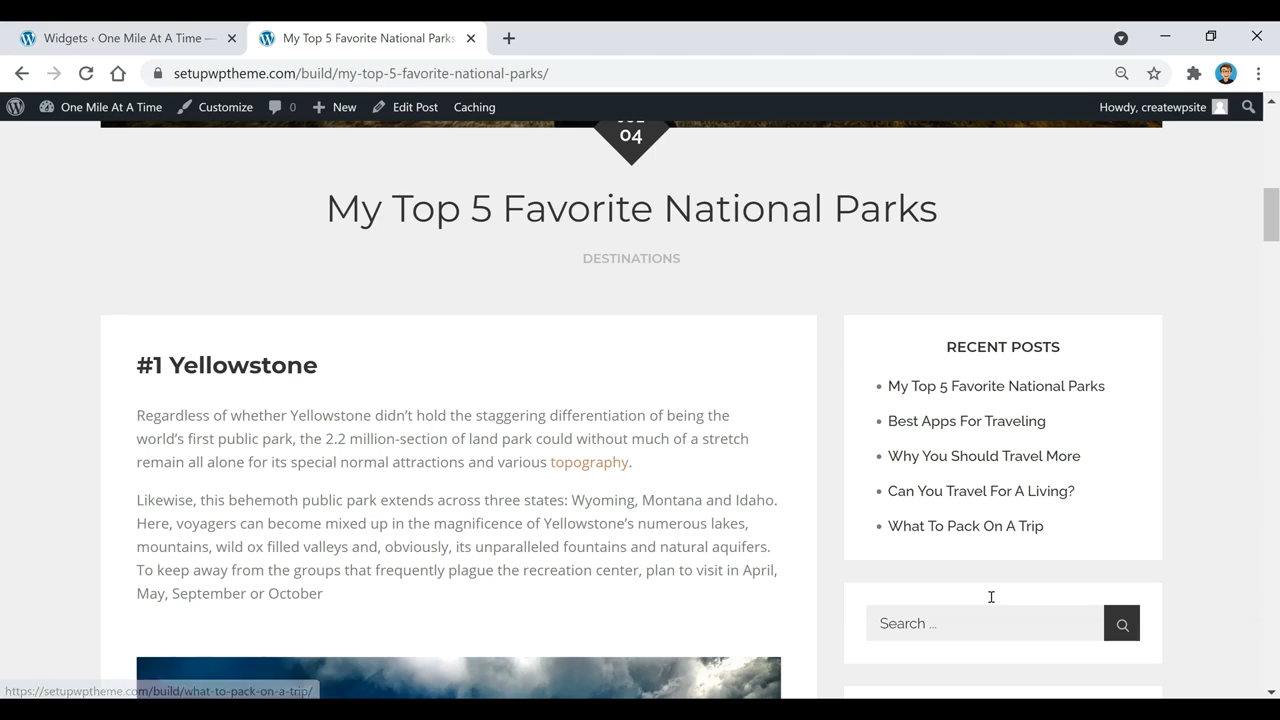 Widgets ‹ One Mile At A Time —
My Top 5 Favorite National Parks
setupwptheme.com/build/my-top-5-favorite-national-parks/
One Mile At A Time
Customize
0
New
Edit Post
Caching
Howdy, createwpsite
04
My Top 5 Favorite National Parks
DESTINATIONS
#1 Yellowstone
Regardless of whether Yellowstone didn’t hold the staggering differentiation of being the
world’s first public park, the 2.2 million-section of land park could without much of a stretch
remain all alone for its special normal attractions and various topography.
Likewise, this behemoth public park extends across three states: Wyoming, Montana and Idaho.
Here, voyagers can become mixed up in the magnificence of Yellowstone’s numerous lakes,
mountains, wild ox filled valleys and, obviously, its unparalleled fountains and natural aquifers.
To keep away from the groups that frequently plague the recreation center, plan to visit in April,
May, September or October
RECENT POSTS
My Top 5 Favorite National Parks
Best Apps For Traveling
Why You Should Travel More
Can You Travel For A Living?
What To Pack On A Trip
Search ...
https://setupwptheme.com/build/what-to-pack-on-a-trip/